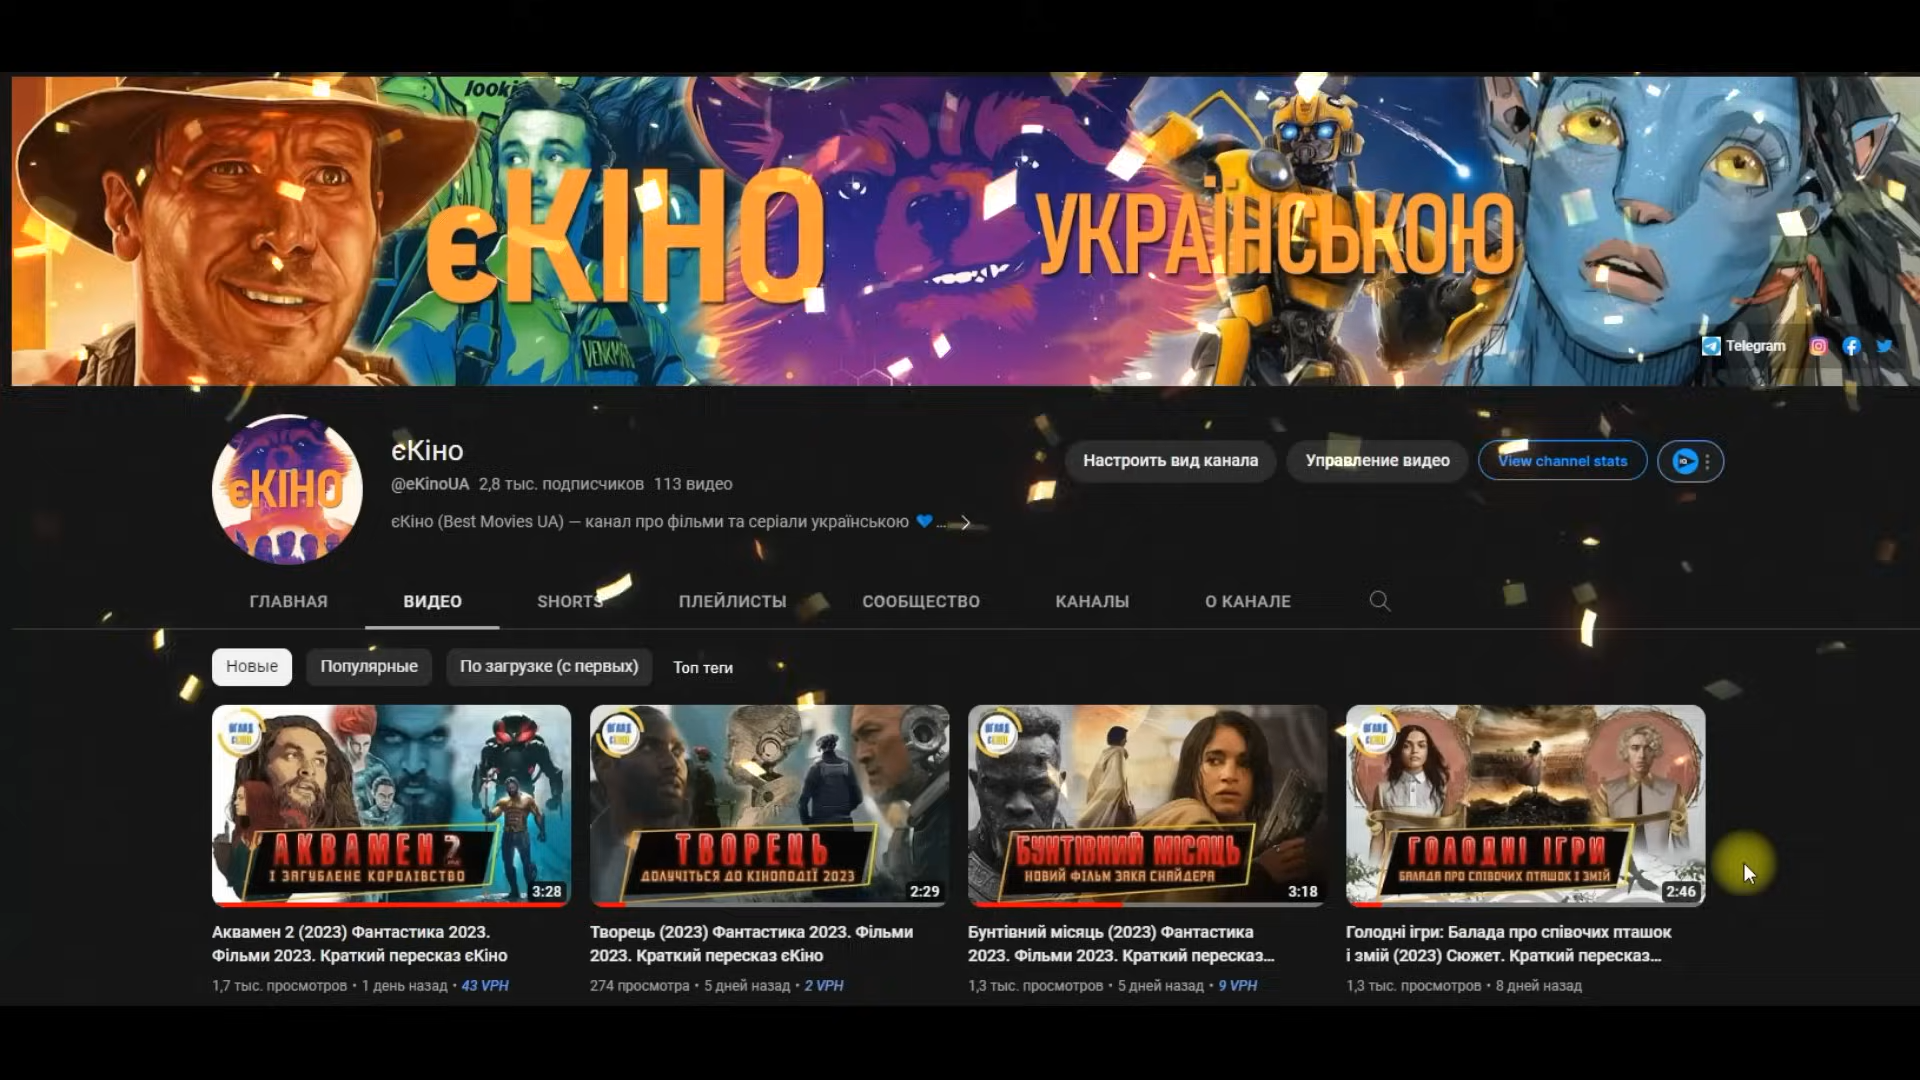 looki
єКІНО
УКРАЇНСЬКОЮ
VENKMAN
Telegram
єКІНО
єКіно
@eKinoUA 2,8 тыс. подписчиков 113 видео
єКіно (Best Movies UA) — канал про фільми та серіали українською 💙 ...
Настроить вид канала
Управление видео
View channel stats
ГЛАВНАЯ
ВИДЕО
SHORTS
ПЛЕЙЛИСТЫ
СООБЩЕСТВО
КАНАЛЫ
О КАНАЛЕ
Новые
Популярные
По загрузке (с первых)
Топ теги
АКВАМЕН 2
І ЗАГУБЛЕНЕ КОРОЛІВСТВО
3:28
ТВОРЕЦЬ
ДОЛУЧІТЬСЯ ДО КІНОПОДІЇ 2023
2:29
БУНТІВНИЙ МІСЯЦЬ
НОВИЙ ФІЛЬМ ЗАКА СНАЙДЕРА
3:18
ГОЛОДНІ ІГРИ
БАЛАДА ПРО СПІВОЧИХ ПТАШОК І ЗМІЙ
2:46
Аквамен 2 (2023) Фантастика 2023.
Фільми 2023. Краткий пересказ єКіно
1,7 тыс. просмотров • 1 день назад • 43 VPH
Творець (2023) Фантастика 2023. Фільми
2023. Краткий пересказ єКіно
274 просмотра • 5 дней назад • 2 VPH
Бунтівний місяць (2023) Фантастика
2023. Фільми 2023. Краткий пересказ...
1,3 тыс. просмотров • 5 дней назад • 9 VPH
Голодні ігри: Балада про співочих пташок
і змій (2023) Сюжет. Краткий пересказ...
1,3 тыс. просмотров • 8 дней назад